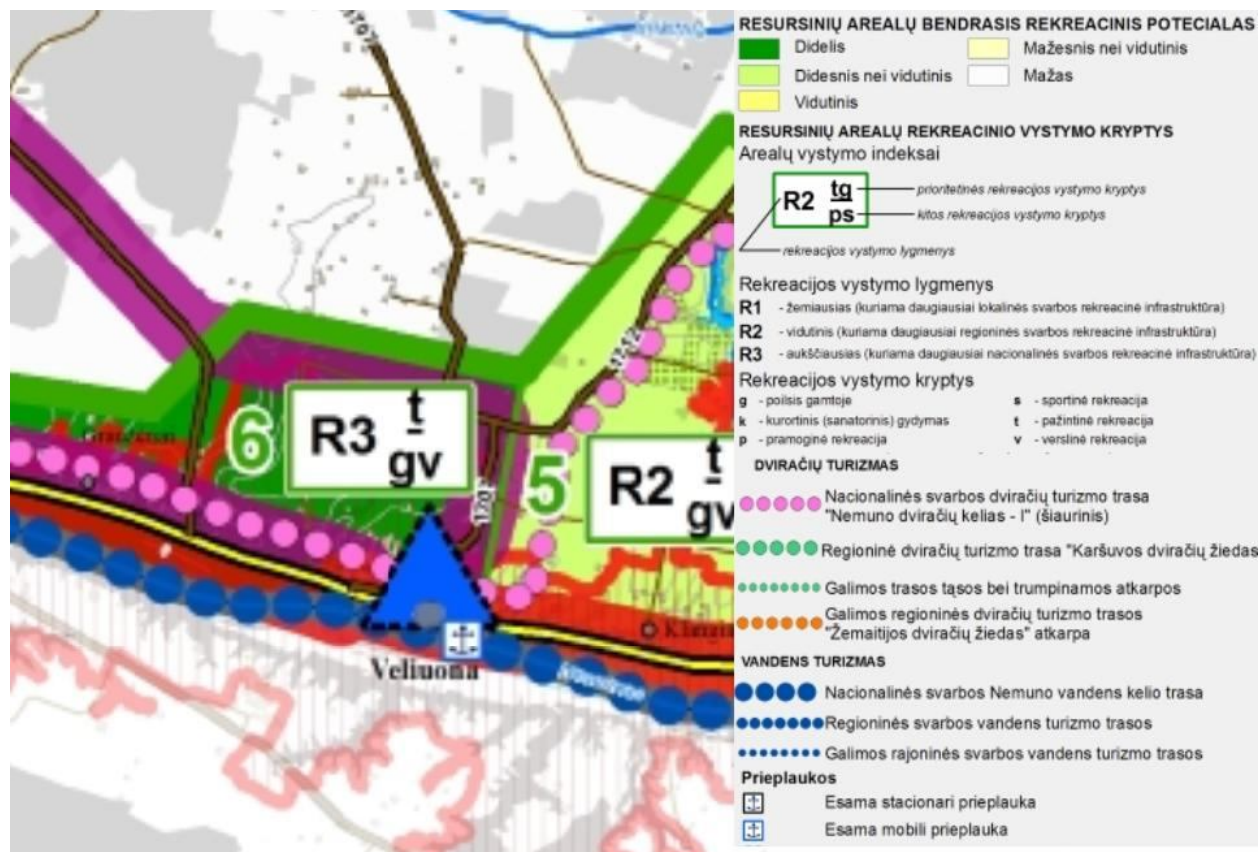 6
R3 t
gv
5
R2 t
gv
1702
1712
Veliuona
RESURSINIŲ AREALŲ BENDRASIS REKREACINIS POTECIALAS
Didelis
Mažesnis nei vidutinis
Didesnis nei vidutinis
Mažas
Vidutinis
RESURSINIŲ AREALŲ REKREACINIO VYSTYMO KRYPTYS
Arealų vystymo indeksai
R2 tg
ps
prioritetinės rekreacijos vystymo kryptys
kitos rekreacijos vystymo kryptys
rekreacijos vystymo lygmenys
Rekreacijos vystymo lygmenys
R1 - žemiausias (kuriama daugiausiai lokalinės svarbos rekreacinė infrastruktūra)
R2 - vidutinis (kuriama daugiausiai regioninės svarbos rekreacinė infrastruktūra)
R3 - aukščiausias (kuriama daugiausiai nacionalinės svarbos rekreacinė infrastruktūra)
Rekreacijos vystymo kryptys
g - poilsis gamtoje
s - sportinė rekreacija
k - kurortinis (sanatorinis) gydymas
t - pažintinė rekreacija
p - pramoginė rekreacija
v - verslinė rekreacija
DVIRAČIŲ TURIZMAS
Nacionalinės svarbos dviračių turizmo trasa
"Nemuno dviračių kelias - I" (šiaurinis)
Regioninė dviračių turizmo trasa "Karšuvos dviračių žiedas
Galimos trasos tąsos bei trumpinamos atkarpos
Galimos regioninės dviračių turizmo trasos
"Žemaitijos dviračių žiedas" atkarpa
VANDENS TURIZMAS
Nacionalinės svarbos Nemuno vandens kelio trasa
Regioninės svarbos vandens turizmo trasos
Galimos rajoninės svarbos vandens turizmo trasos
Prieplaukos
Esama stacionari prieplauka
Esama mobili prieplauka